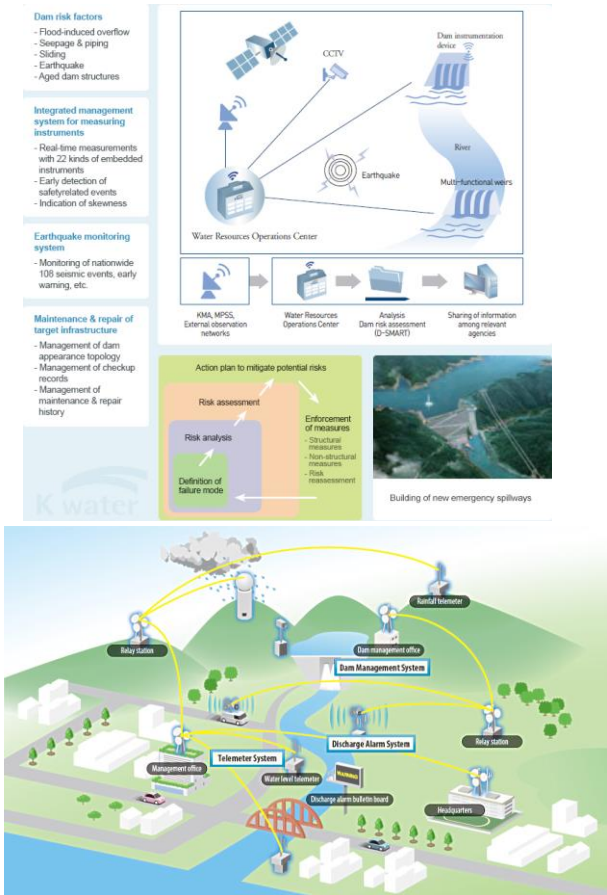 Dam risk factors
- Flood-induced overflow
- Seepage & piping
- Sliding
- Earthquake
- Aged dam structures
Integrated management
system for measuring
instruments
- Real-time measurements
with 22 kinds of embedded
instruments
- Early detection of
safetyrelated events
- Indication of skewness
Earthquake monitoring
system
- Monitoring of nationwide
108 seismic events, early
warning, etc.
Maintenance & repair of
target infrastructure
- Management of dam
appearance topology
- Management of checkup
records
- Management of
maintenance & repair
history
K water
CCTV
Dam instrumentation
device
River
Earthquake
Multi-functional weirs
Water Resources Operations Center
KMA, MPSS,
External observation
networks
Water Resources
Operations Center
Analysis
Dam risk assessment
(D-SMART)
Sharing of information
among relevant
agencies
Action plan to mitigate potential risks
Risk assessment
Risk analysis
Definition of
failure mode
Enforcement
of measures
- Structural
measures
- Non-structural
measures
- Risk
reassessment
Building of new emergency spillways
Rainfall telemeter
Relay station
Dam management office
Dam Management System
Relay station
Discharge Alarm System
Telemeter System
Management office
Water level telemeter
WARNING
Discharge alarm bulletin board
Headquarters